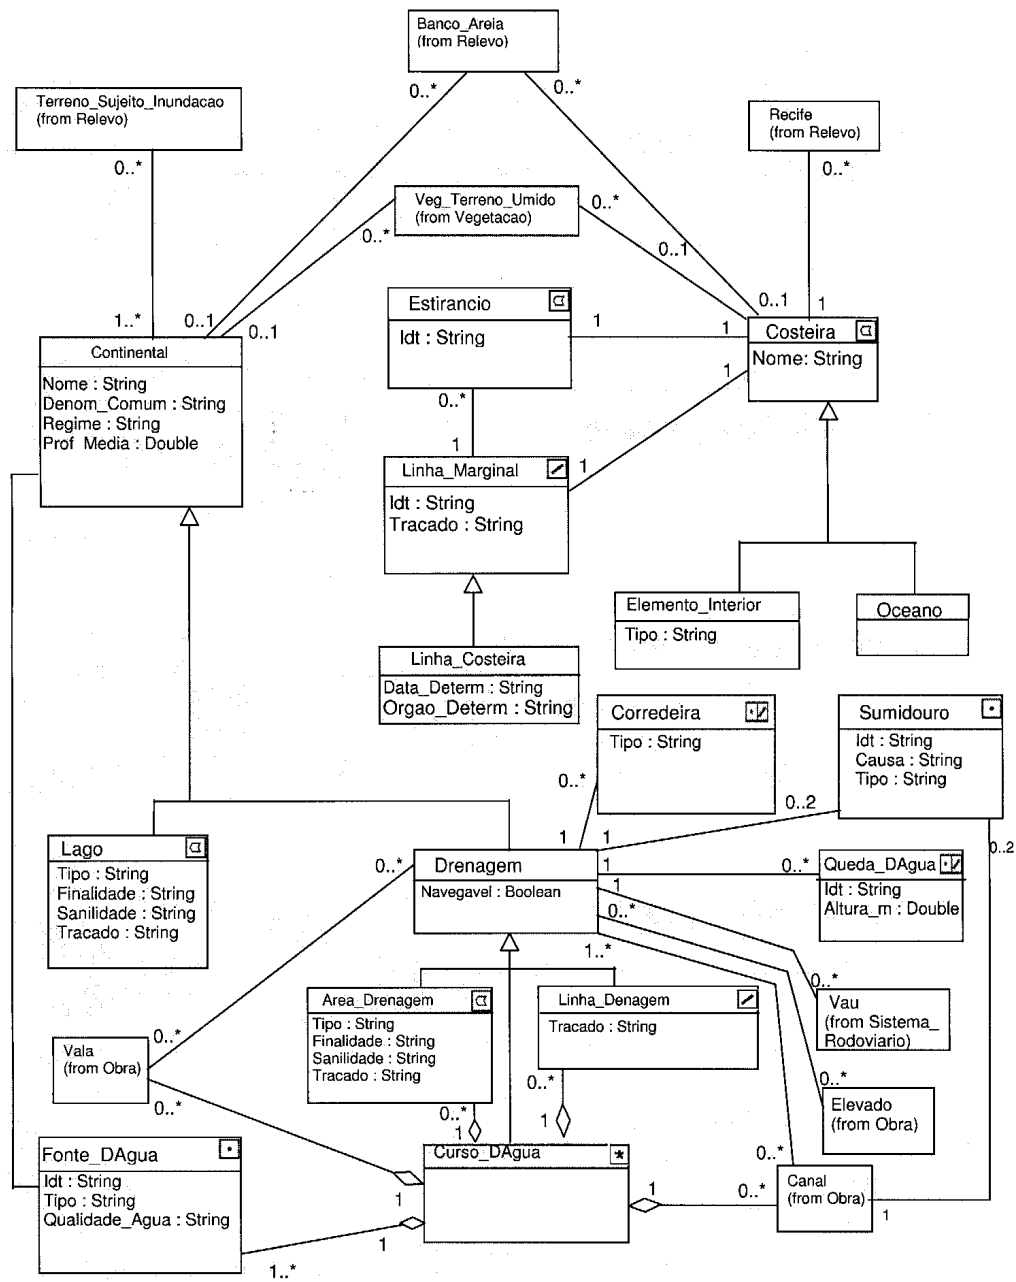 Banco_Areia
(from Relevo)
0..*
0..*
Terreno_Sujeito_Inundacao
(from Relevo)
0..*
Recife
(from Relevo)
0..*
Veg_Terreno_Umido
(from Vegetacao)
0..*
0..*
0..1
1..*
0..1
0..1
0..1
1
Estirancio
Idt : String
1
1
1
Costeira
Nome: String
Continental
Nome : String
Denom_Comum : String
Regime : String
Prof Media : Double
0..*
1
1
Linha_Marginal
Idt : String
Tracado : String
Elemento_Interior
Tipo : String
Oceano
Linha_Costeira
Data_Determ : String
Orgao_Determ : String
Corredeira
Tipo : String
0..*
1
Sumidouro
Idt : String
Causa : String
Tipo : String
0..2
1
0..2
Lago
Tipo : String
Finalidade : String
Sanilidade : String
Tracado : String
0..*
Drenagem
Navegavel : Boolean
1
0..*
Queda_DAgua
Idt : String
Altura_m : Double
1
0..*
1..*
0..*
Vau
(from Sistema_
Rodoviario)
Area_Drenagem
Tipo : String
Finalidade : String
Sanilidade : String
Tracado : String
Linha_Denagem
Tracado : String
0..*
Vala
(from Obra)
0..*
0..*
1
0..*
1
0..*
Elevado
(from Obra)
Fonte_DAgua
Idt : String
Tipo : String
Qualidade_Agua : String
Curso_DAgua
*
1
1
1..*
1
0..*
0..*
Canal
(from Obra)
1